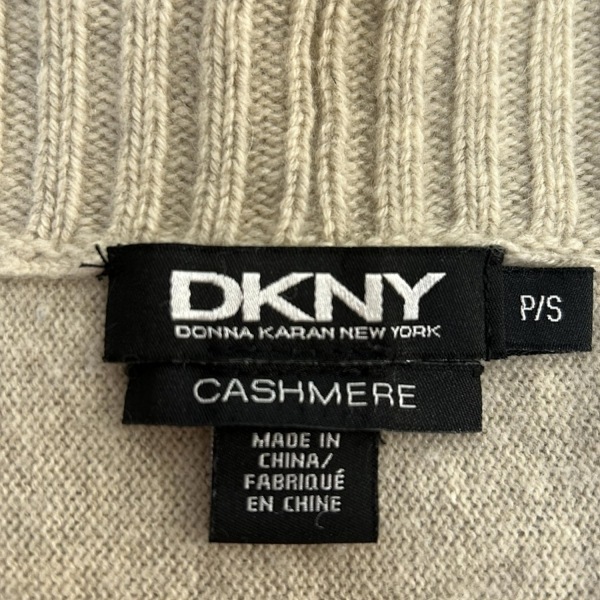 DKNY
DONNA KARAN NEW YORK
P/S
CASHMERE
MADE IN
CHINA/
FABRIQUÉ
EN CHINE